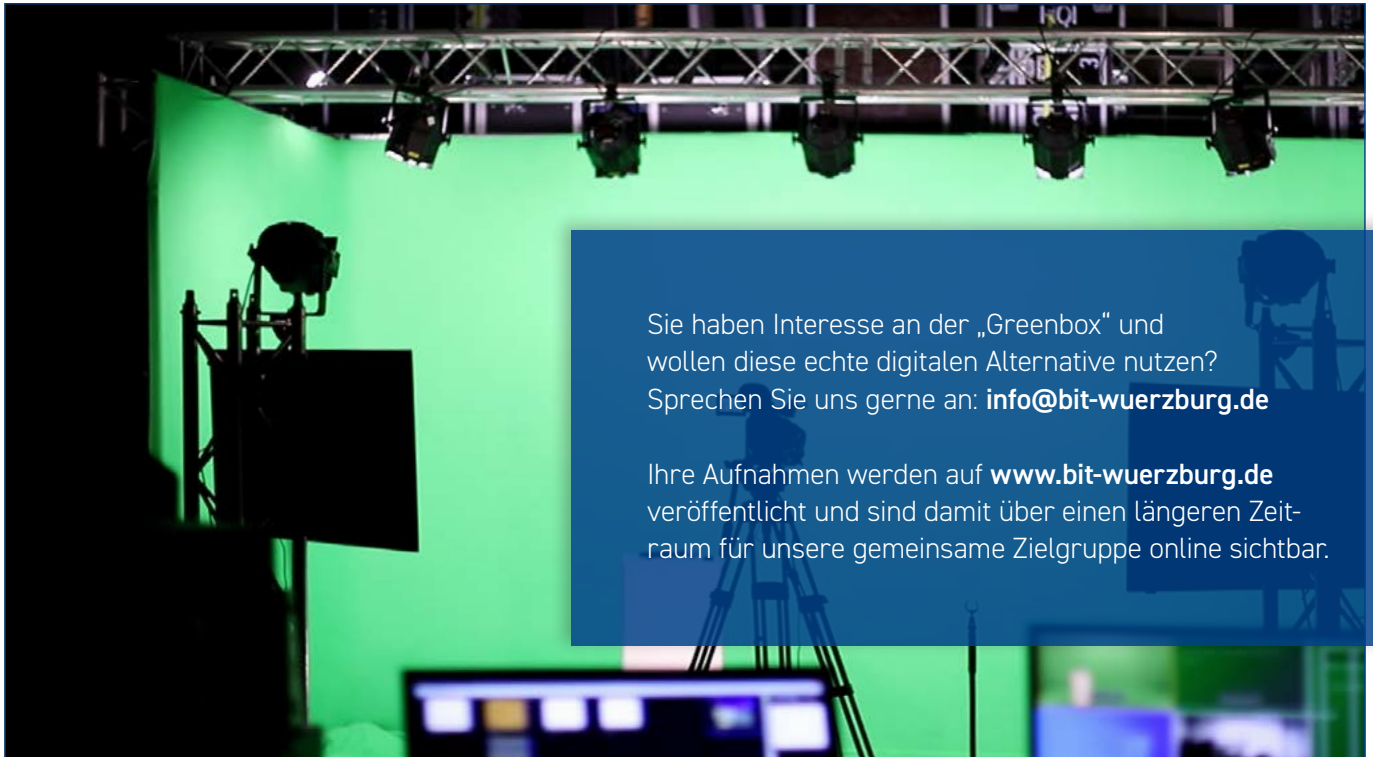 Sie haben Interesse an der „Greenbox“ und
wollen diese echte digitalen Alternative nutzen?
Sprechen Sie uns gerne an: info@bit-wuerzburg.de
Ihre Aufnahmen werden auf www.bit-wuerzburg.de
veröffentlicht und sind damit über einen längeren Zeit-
raum für unsere gemeinsame Zielgruppe online sichtbar.